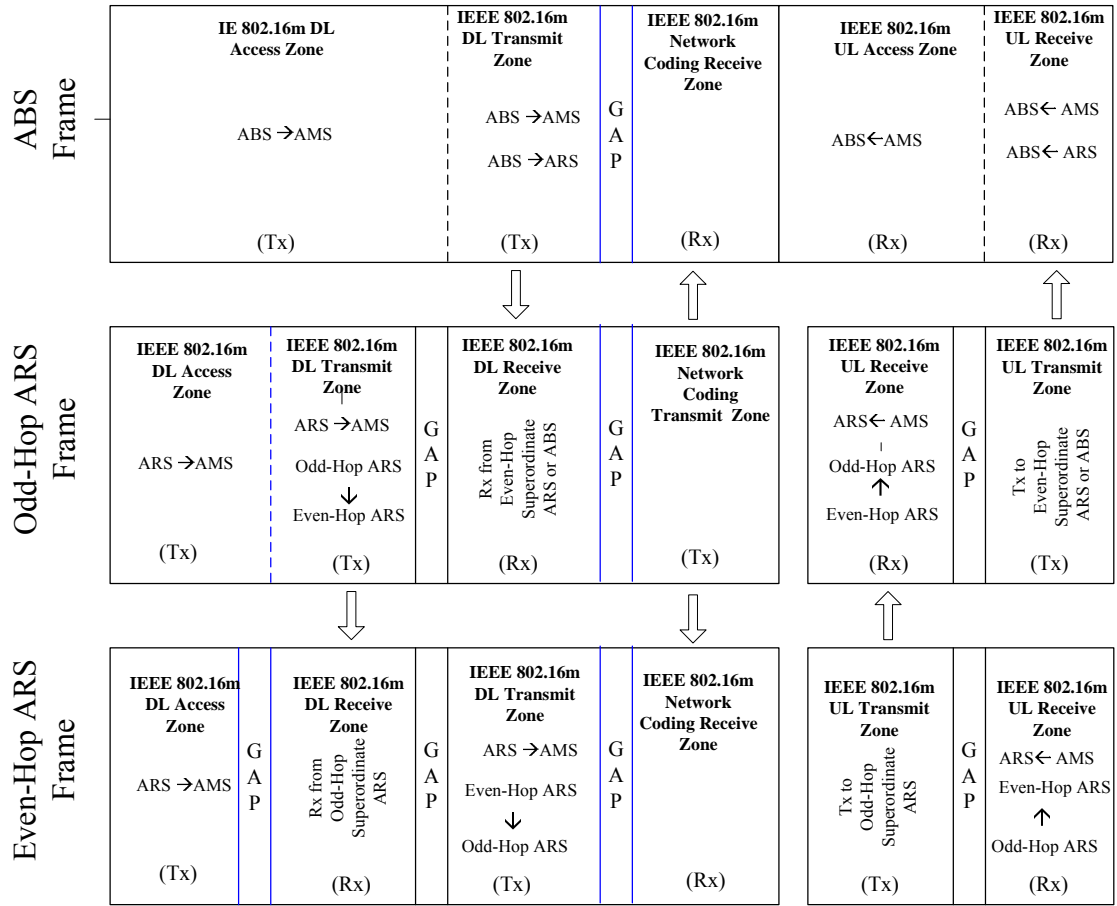 ABS
Frame
IE 802.16m DL
Access Zone
ABS →AMS
(Tx)
IEEE 802.16m
DL Transmit
Zone
ABS →AMS
ABS →ARS
(Tx)
G
A
P
IEEE 802.16m
Network
Coding Receive
Zone
(Rx)
IEEE 802.16m
UL Access Zone
ABS← AMS
(Rx)
IEEE 802.16m
UL Receive
Zone
ABS← AMS
ABS← ARS
(Rx)
Odd-Hop ARS
Frame
IEEE 802.16m
DL Access
Zone
ARS →AMS
(Tx)
IEEE 802.16m
DL Transmit
Zone
ARS →AMS
Odd-Hop ARS
↓
Even-Hop ARS
(Tx)
G
A
P
IEEE 802.16m
DL Receive
Zone
Rx from
Even-Hop
Superordinate
ARS or ABS
(Rx)
G
A
P
IEEE 802.16m
Network
Coding
Transmit Zone
(Tx)
IEEE 802.16m
UL Receive
Zone
ARS← AMS
Odd-Hop ARS
↑
Even-Hop ARS
(Rx)
G
A
P
IEEE 802.16m
UL Transmit
Zone
Tx to
Even-Hop
Superordinate
ARS or ABS
(Tx)
Even-Hop ARS
Frame
IEEE 802.16m
DL Access
Zone
ARS →AMS
(Tx)
G
A
P
IEEE 802.16m
DL Receive
Zone
Rx from
Odd-Hop
Superordinate
ARS
(Rx)
G
A
P
IEEE 802.16m
DL Transmit
Zone
ARS →AMS
Even-Hop ARS
↓
Odd-Hop ARS
(Tx)
G
A
P
IEEE 802.16m
Network
Coding Receive
Zone
(Rx)
IEEE 802.16m
UL Transmit
Zone
Tx to
Odd-Hop
Superordinate
ARS
(Tx)
G
A
P
IEEE 802.16m
UL Receive
Zone
ARS← AMS
Even-Hop ARS
↑
Odd-Hop ARS
(Rx)